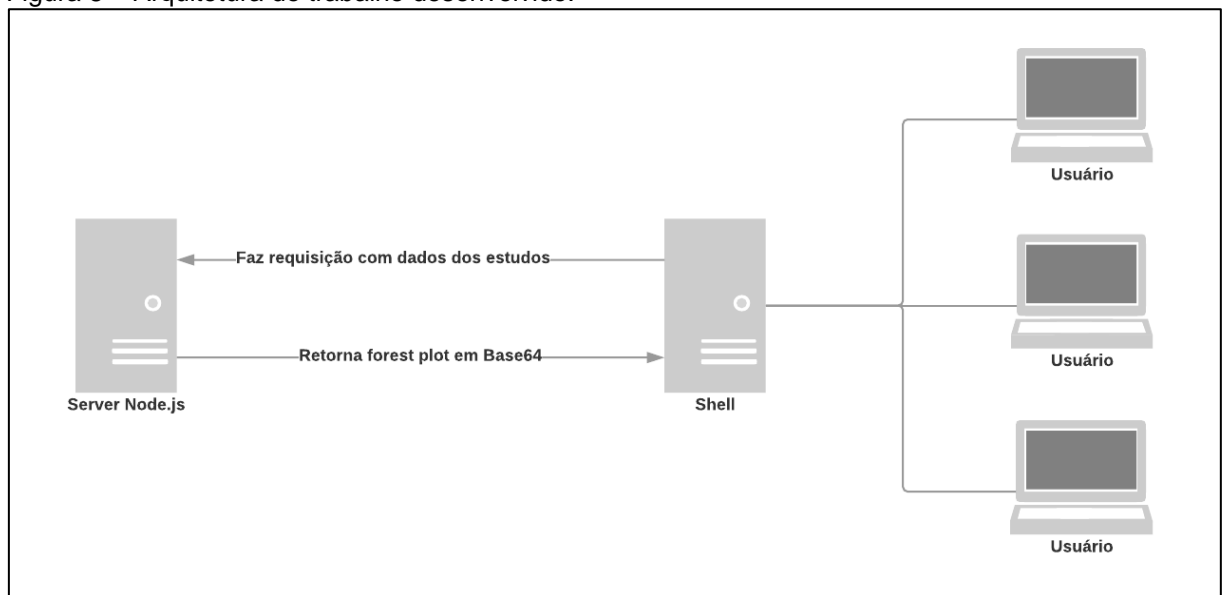 Usuário
Faz requisição com dados dos estudos
Usuário
Retorna forest plot em Base64
Server Node.js
Shell
Usuário